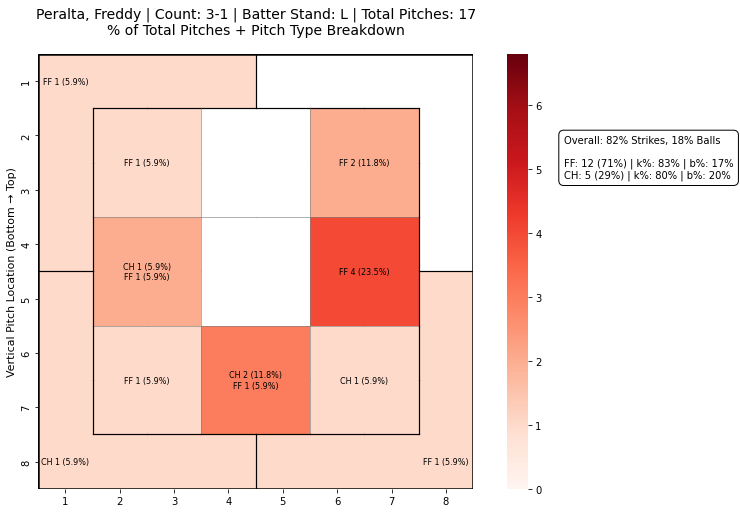 Peralta, Freddy | Count: 3-1 | Batter Stand: L | Total Pitches: 17
% of Total Pitches + Pitch Type Breakdown
Vertical Pitch Location (Bottom → Top)
1
2
3
4
5
6
7
8
FF 1 (5.9%)
FF 1 (5.9%)
FF 2 (11.8%)
CH 1 (5.9%)
FF 1 (5.9%)
FF 4 (23.5%)
FF 1 (5.9%)
CH 2 (11.8%)
FF 1 (5.9%)
CH 1 (5.9%)
CH 1 (5.9%)
FF 1 (5.9%)
1
2
3
4
5
6
7
8
6
5
4
3
2
1
0
Overall: 82% Strikes, 18% Balls
FF: 12 (71%) | k%: 83% | b%: 17%
CH: 5 (29%) | k%: 80% | b%: 20%